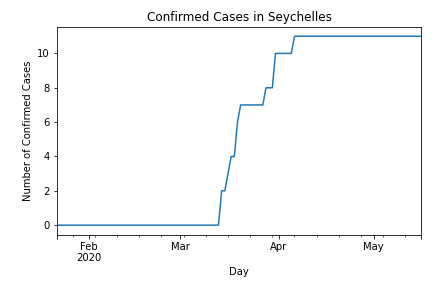 Confirmed Cases in Seychelles
Number of Confirmed Cases
10
8
6
4
2
0
Feb Mar Apr May
2020
Day